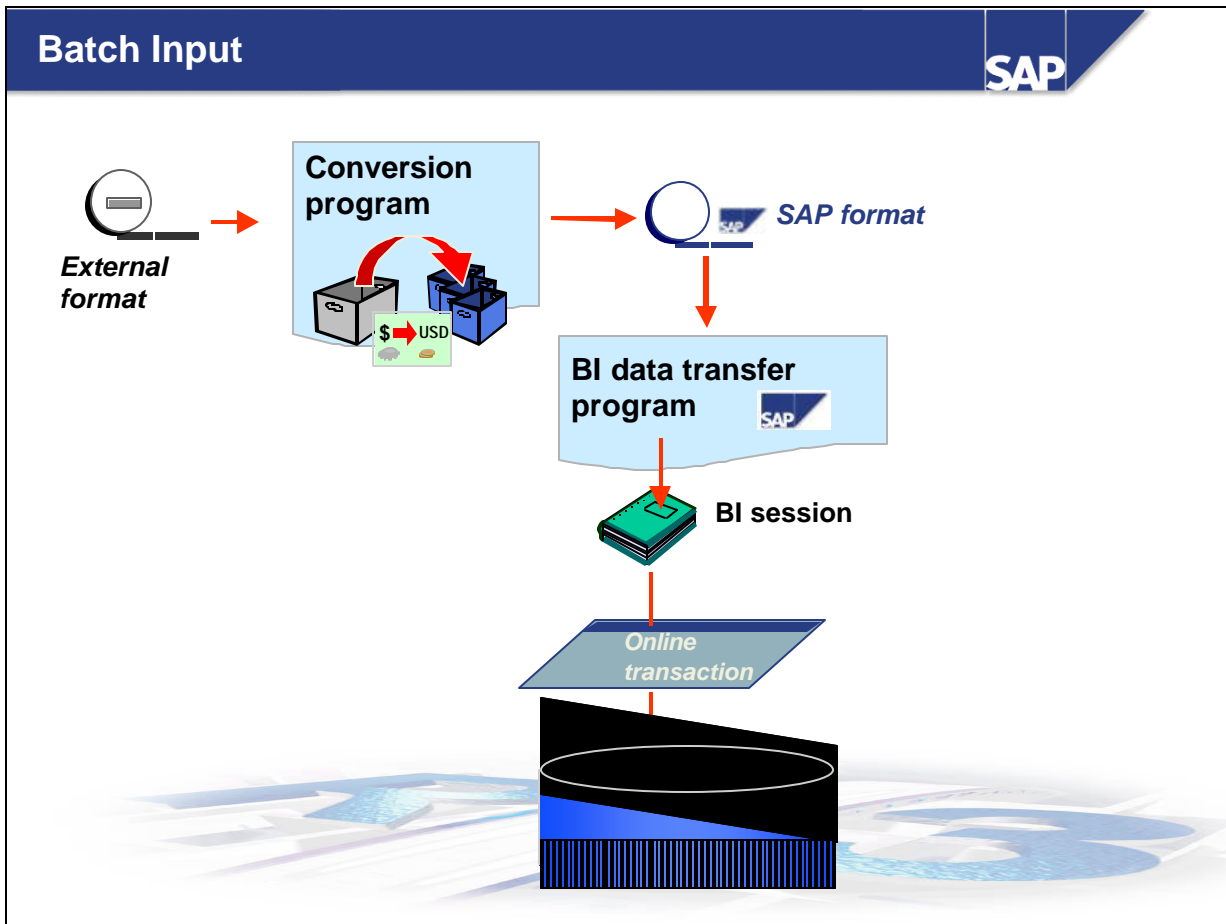 Batch Input
SAP
Conversion
program
$ USD
External
format
SAP
SAP format
BI data transfer
program
SAP
BI session
Online
transaction